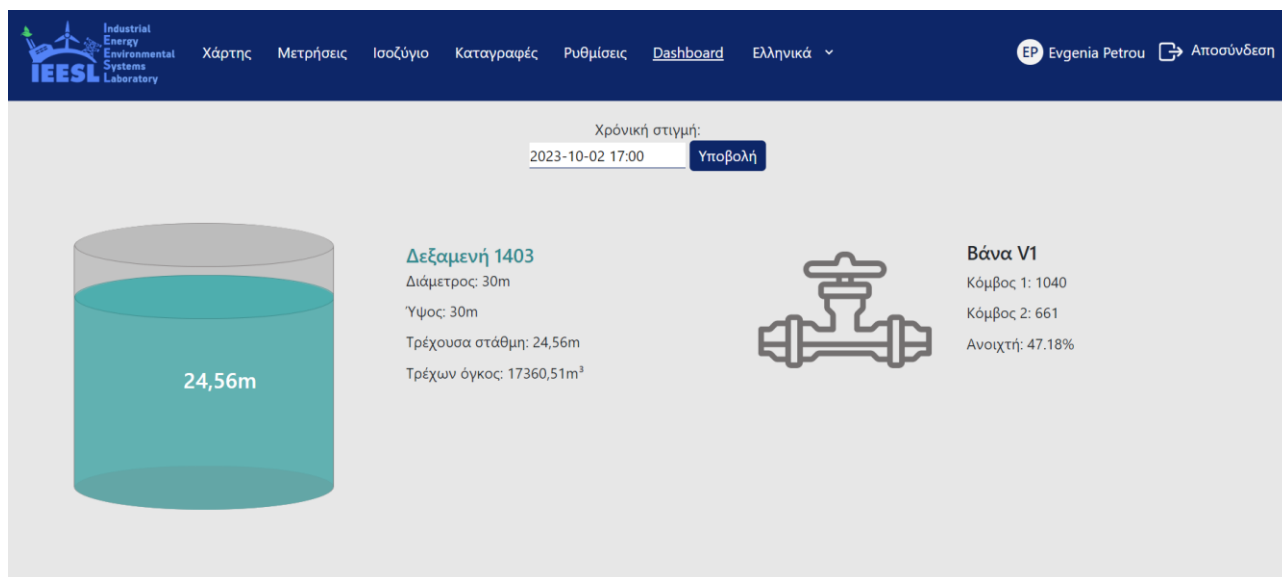 Industrial
Energy
Environmental
Systems
Laboratory
IEESL
Χάρτης Μετρήσεις Ισοζύγιο Καταγραφές Ρυθμίσεις Dashboard Ελληνικά
EP Evgenia Petrou Αποσύνδεση
Χρόνική στιγμή:
2023-10-02 17:00 Υποβολή
Δεξαμενή 1403
Διάμετρος: 30m
Ύψος: 30m
Τρέχουσα στάθμη: 24,56m
Τρέχων όγκος: 17360,51m³
24,56m
Βάνα V1
Κόμβος 1: 1040
Κόμβος 2: 661
Ανοιχτή: 47.18%